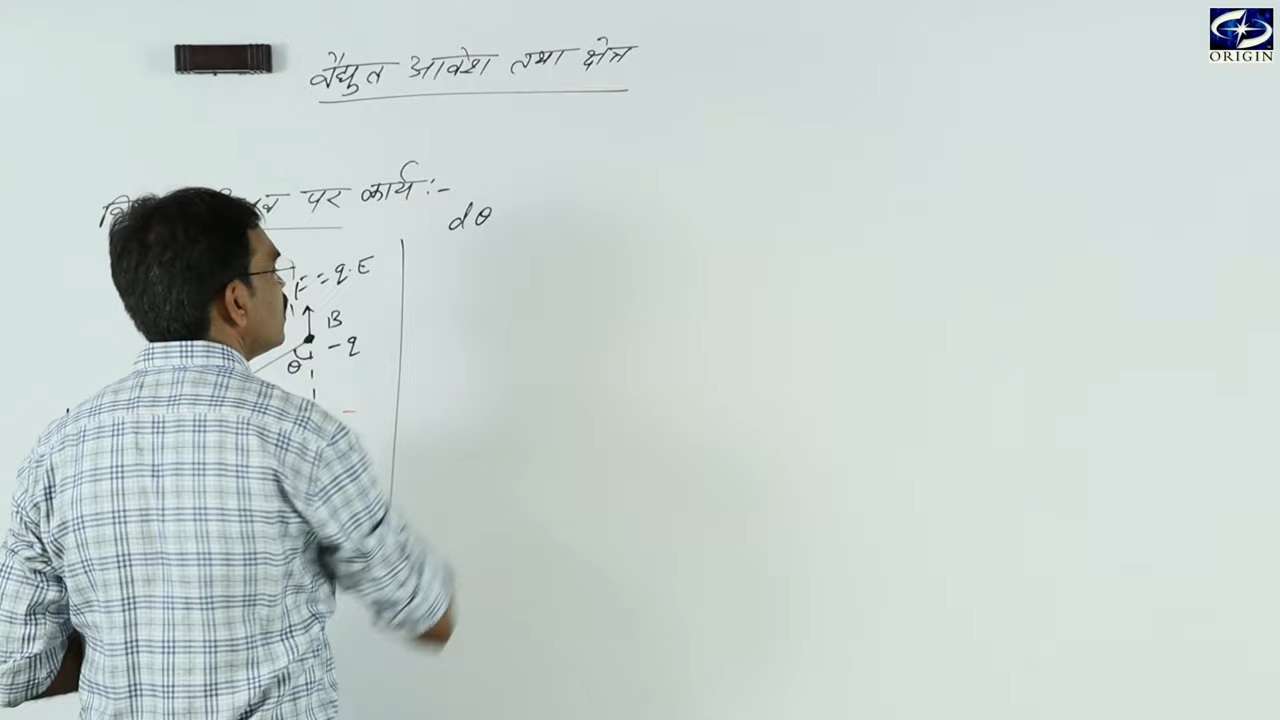 वैद्युत आवेश तथा क्षेत्र
पर कार्य :-
dθ
F = q.E
B
-q
θ
ORIGIN